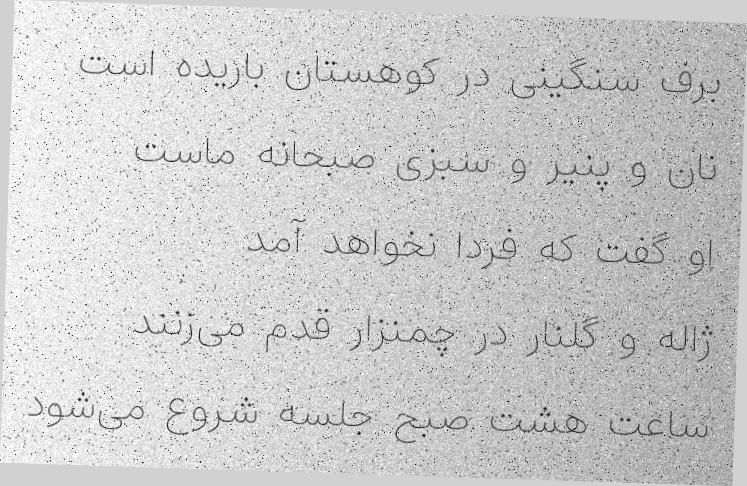 برف سنگینی در کوهستان باریده است
نان و پنیر و سبزی صبحانه ماست
او گفت که فردا نخواهد آمد
ژاله و گلنار در چمنزار قدم می‌زنند
ساعت هشت صبح جلسه شروع می‌شود